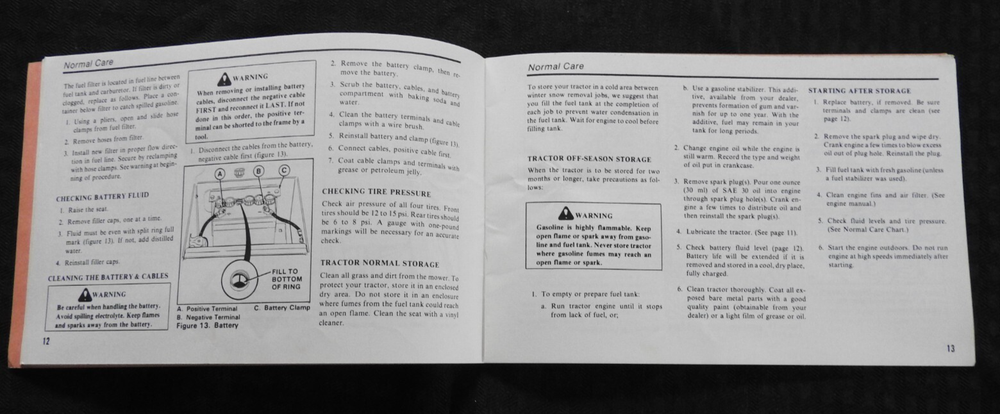 Normal Care
The fuel filter is located in fuel line between
fuel tank and carburetor. If filter is dirty or
clogged, replace as follows. Place a con-
tainer below filter to catch spilled gasoline.
1. Using a pliers, open and slide hose
clamps from fuel filter.
2. Remove hoses from filter.
3. Install new filter in proper flow direc-
tion in fuel line. Secure by reclamping
with hose clamps. See warning at begin-
ning of procedure.
CHECKING BATTERY FLUID
1. Raise the seat.
2. Remove filler caps, one at a time.
3. Fluid must be even with split ring full
mark (figure 13). If not, add distilled
water.
4. Reinstall filler caps.
CLEANING THE BATTERY & CABLES
WARNING
Be careful when handling the battery.
Avoid spilling electrolyte. Keep flames
and sparks away from the battery.
12
WARNING
When removing or installing battery
cables, disconnect the negative cable
FIRST and reconnect it LAST. If not
done in this order, the positive ter-
minal can be shorted to the frame by a
tool.
1. Disconnect the cables from the battery,
negative cable first (figure 13).
A B C
FILL TO
BOTTOM
OF RING
A. Positive Terminal C. Battery Clamp
B. Negative Terminal
Figure 13. Battery
2. Remove the battery clamp, then re-
move the battery.
3. Scrub the battery, cables, and battery
compartment with baking soda and
water.
4. Clean the battery terminals and cable
clamps with a wire brush.
5. Reinstall battery and clamp (figure 13).
6. Connect cables, positive cable first.
7. Coat cable clamps and terminals with
grease or petroleum jelly.
CHECKING TIRE PRESSURE
Check air pressure of all four tires. Front
tires should be 12 to 15 psi. Rear tires should
be 6 to 8 psi. A gauge with one-pound
markings will be necessary for an accurate
check.
TRACTOR NORMAL STORAGE
Clean all grass and dirt from the mower. To
protect your tractor, store it in an enclosed
dry area. Do not store it in an enclosure
where fumes from the fuel tank could reach
an open flame. Clean the seat with a vinyl
cleaner.
Normal Care
To store your tractor in a cold area between
winter snow removal jobs, we suggest that
you fill the fuel tank at the completion of
each job to prevent water condensation in
the fuel tank. Wait for engine to cool before
filling tank.
TRACTOR OFF-SEASON STORAGE
When the tractor is to be stored for two
months or longer, take precautions as fol-
lows:
WARNING
Gasoline is highly flammable. Keep
open flame or spark away from gaso-
line and fuel tank. Never store tractor
where gasoline fumes may reach an
open flame or spark.
1. To empty or prepare fuel tank:
a. Run tractor engine until it stops
from lack of fuel, or;
b. Use a gasoline stabilizer. This addi-
tive, available from your dealer,
prevents formation of gum and var-
nish for up to one year. With the
additive, fuel may remain in your
tank for long periods.
2. Change engine oil while the engine is
still warm. Record the type and weight
of oil put in crankcase.
3. Remove spark plug(s). Pour one ounce
(30 ml) of SAE 30 oil into engine
through spark plug hole(s). Crank en-
gine a few times to distribute oil and
then reinstall the spark plug(s).
4. Lubricate the tractor. (See page 11).
5. Check battery fluid level (page 12).
Battery life will be extended if it is
removed and stored in a cool, dry place,
fully charged.
6. Clean tractor thoroughly. Coat all ex-
posed bare metal parts with a good
quality paint (obtainable from your
dealer) or a light film of grease or oil.
STARTING AFTER STORAGE
1. Replace battery, if removed. Be sure
terminals and clamps are clean (see
page 12).
2. Remove the spark plug and wipe dry.
Crank engine a few times to blow excess
oil out of plug hole. Reinstall the plug.
3. Fill fuel tank with fresh gasoline (unless
a fuel stabilizer was used).
4. Clean engine fins and air filter. (See
engine manual.)
5. Check fluid levels and tire pressure.
(See Normal Care Chart.)
6. Start the engine outdoors. Do not run
engine at high speeds immediately after
starting.
13